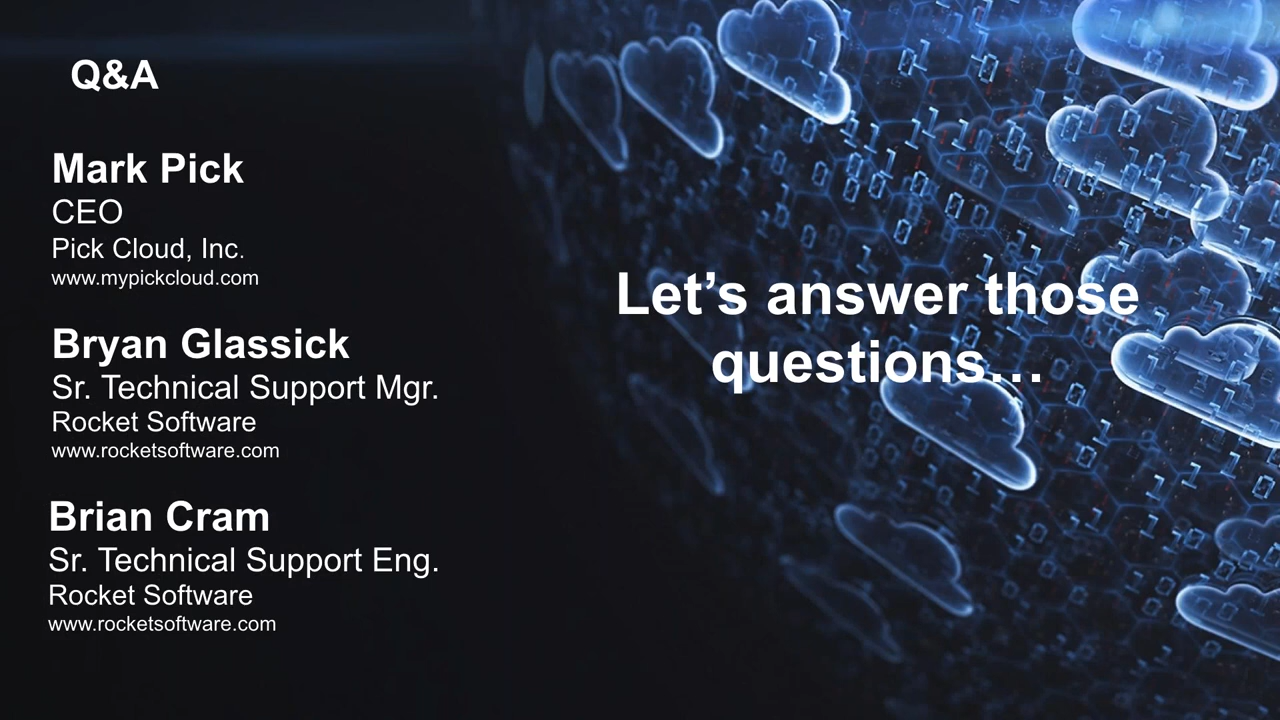 Q&A
Mark Pick
CEO
Pick Cloud, Inc.
www.mypickcloud.com
Bryan Glassick
Sr. Technical Support Mgr.
Rocket Software
www.rocketsoftware.com
Brian Cram
Sr. Technical Support Eng.
Rocket Software
www.rocketsoftware.com
Let’s answer those
questions…